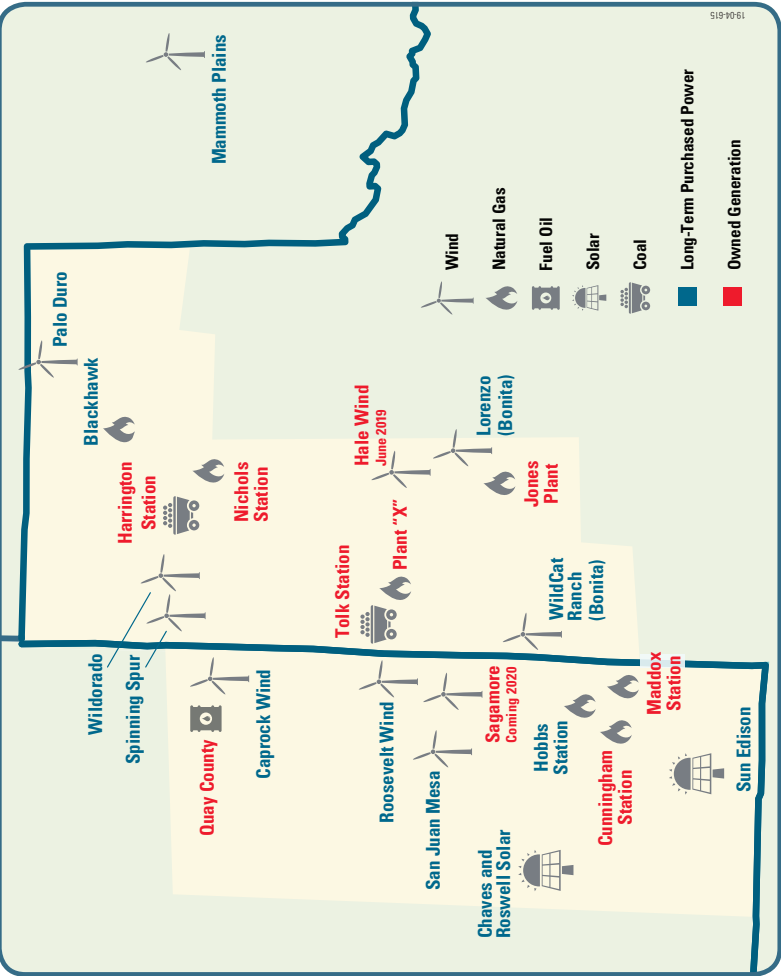 Mammoth Plains
Palo Duro
Blackhawk
Harrington
Station
Nichols
Station
Wildorado
Spinning Spur
Quay County
Caprock Wind
Hale Wind
June 2019
Lorenzo
(Bonita)
Jones
Plant
Plant “X”
Tolk Station
WildCat
Ranch
(Bonita)
Roosevelt Wind
San Juan Mesa
Sagamore
Coming 2020
Hobbs
Station
Maddox
Station
Cunningham
Station
Chaves and
Roswell Solar
Sun Edison
Wind
Natural Gas
Fuel Oil
Solar
Coal
Long-Term Purchased Power
Owned Generation
19-04-615